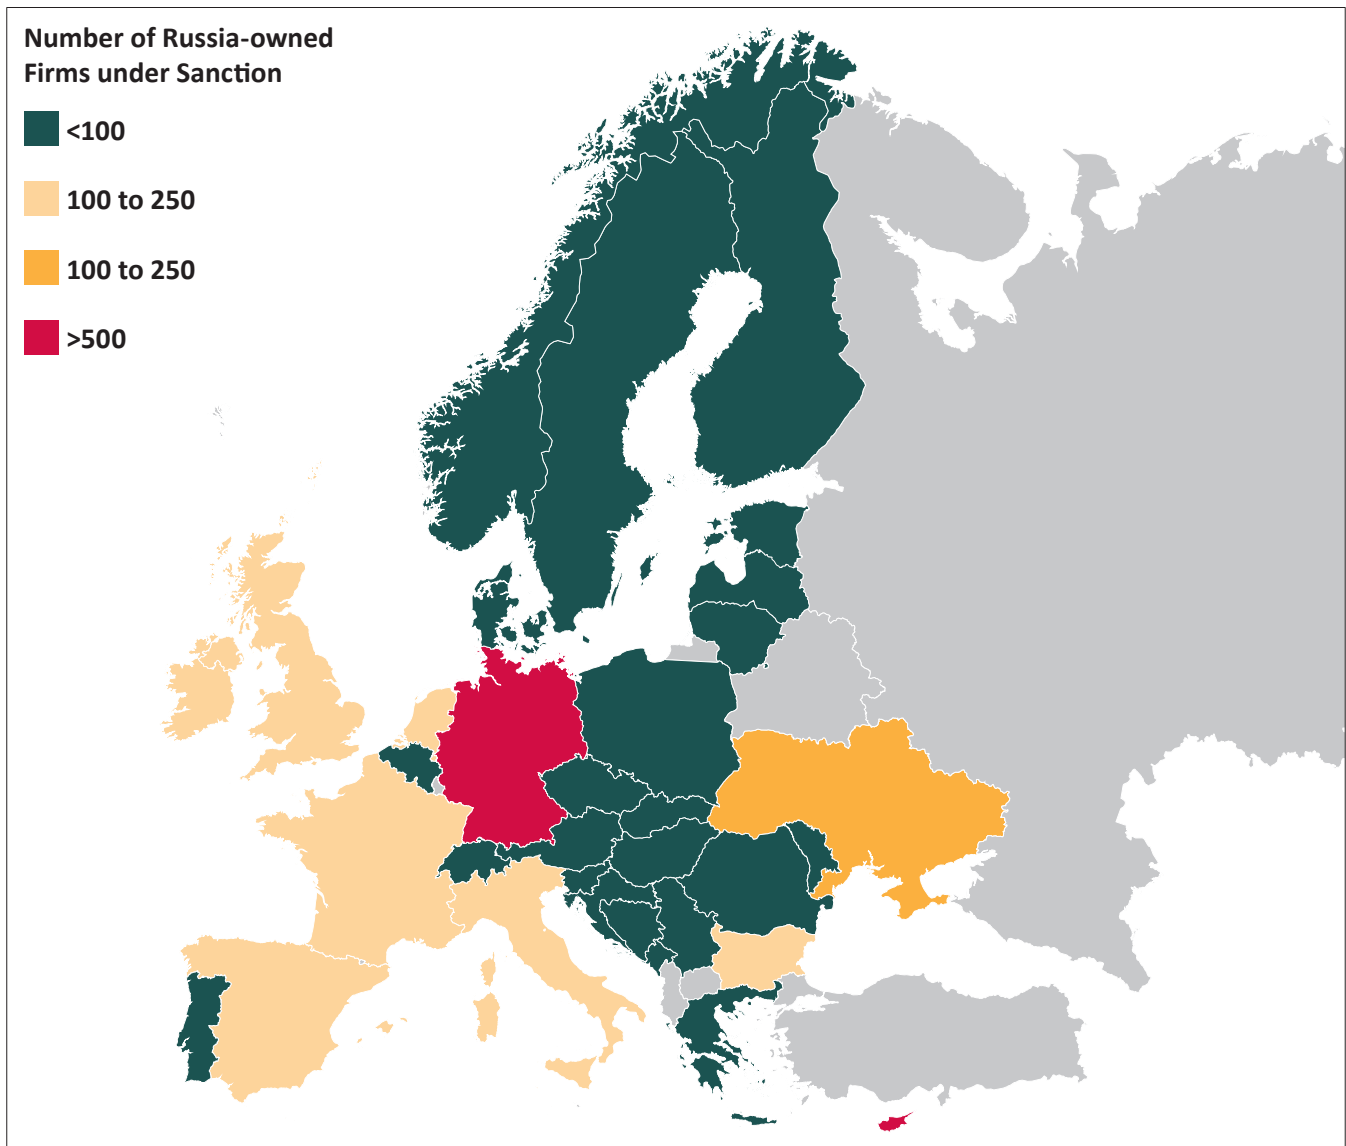 Number of Russia-owned
Firms under Sanction
<100
100 to 250
100 to 250
>500